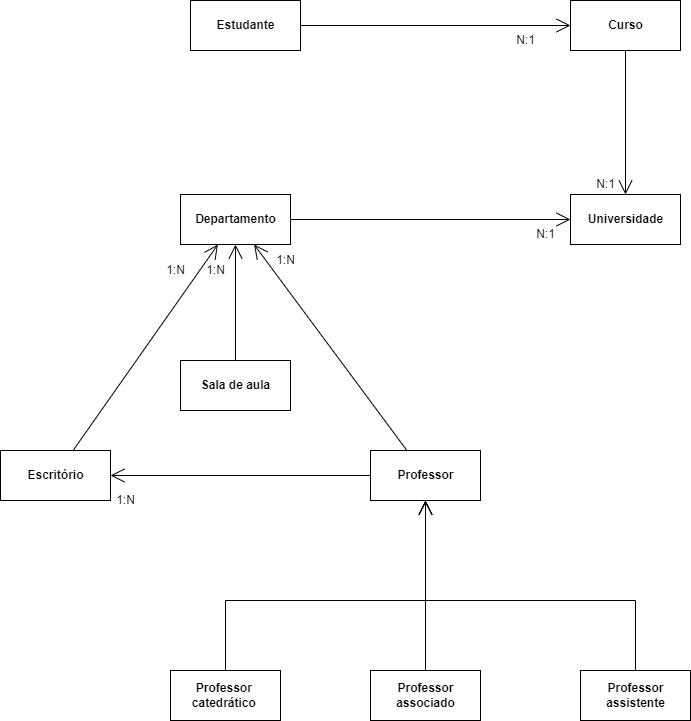 Estudante
Curso
N:1
N:1
Departamento
Universidade
N:1
1:N
1:N
1:N
Sala de aula
Escritório
Professor
1:N
Professor
catedrático
Professor
associado
Professor
assistente